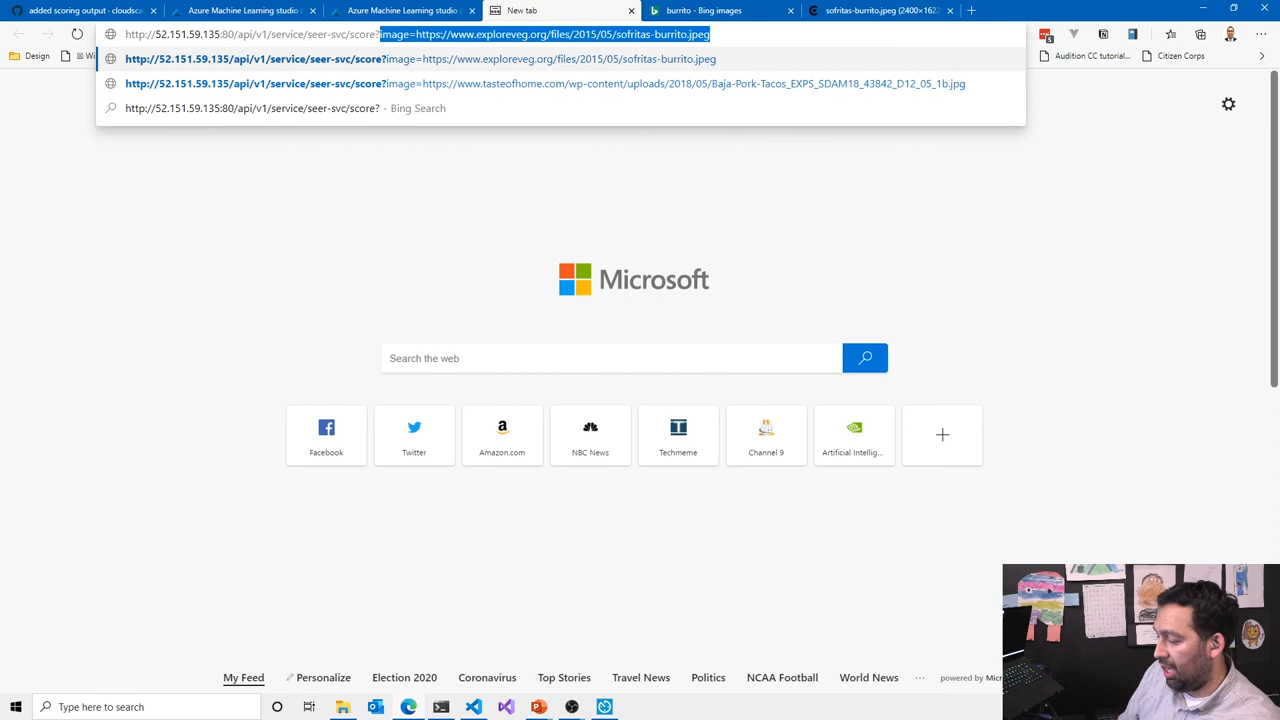 added scoring output · cloudsca
Azure Machine Learning studio (
Azure Machine Learning studio (
New tab
burrito - Bing images
sofritas-burrito.jpeg (2400×1622
http://52.151.59.135:80/api/v1/service/seer-svc/score?image=https://www.exploreveg.org/files/2015/05/sofritas-burrito.jpeg
http://52.151.59.135/api/v1/service/seer-svc/score?image=https://www.exploreveg.org/files/2015/05/sofritas-burrito.jpeg
http://52.151.59.135/api/v1/service/seer-svc/score?image=https://www.tasteofhome.com/wp-content/uploads/2018/05/Baja-Pork-Tacos_EXPS_SDAM18_43842_D12_05_1b.jpg
http://52.151.59.135:80/api/v1/service/seer-svc/score? - Bing Search
Design
Wi
Audition CC tutorial...
Citizen Corps
5
Microsoft
Search the web
Facebook
Twitter
Amazon.com
NBC News
Techmeme
Channel 9
Artificial Intellig...
My Feed
Personalize
Election 2020
Coronavirus
Top Stories
Travel News
Politics
NCAA Football
World News
...
powered by Micr
Type here to search